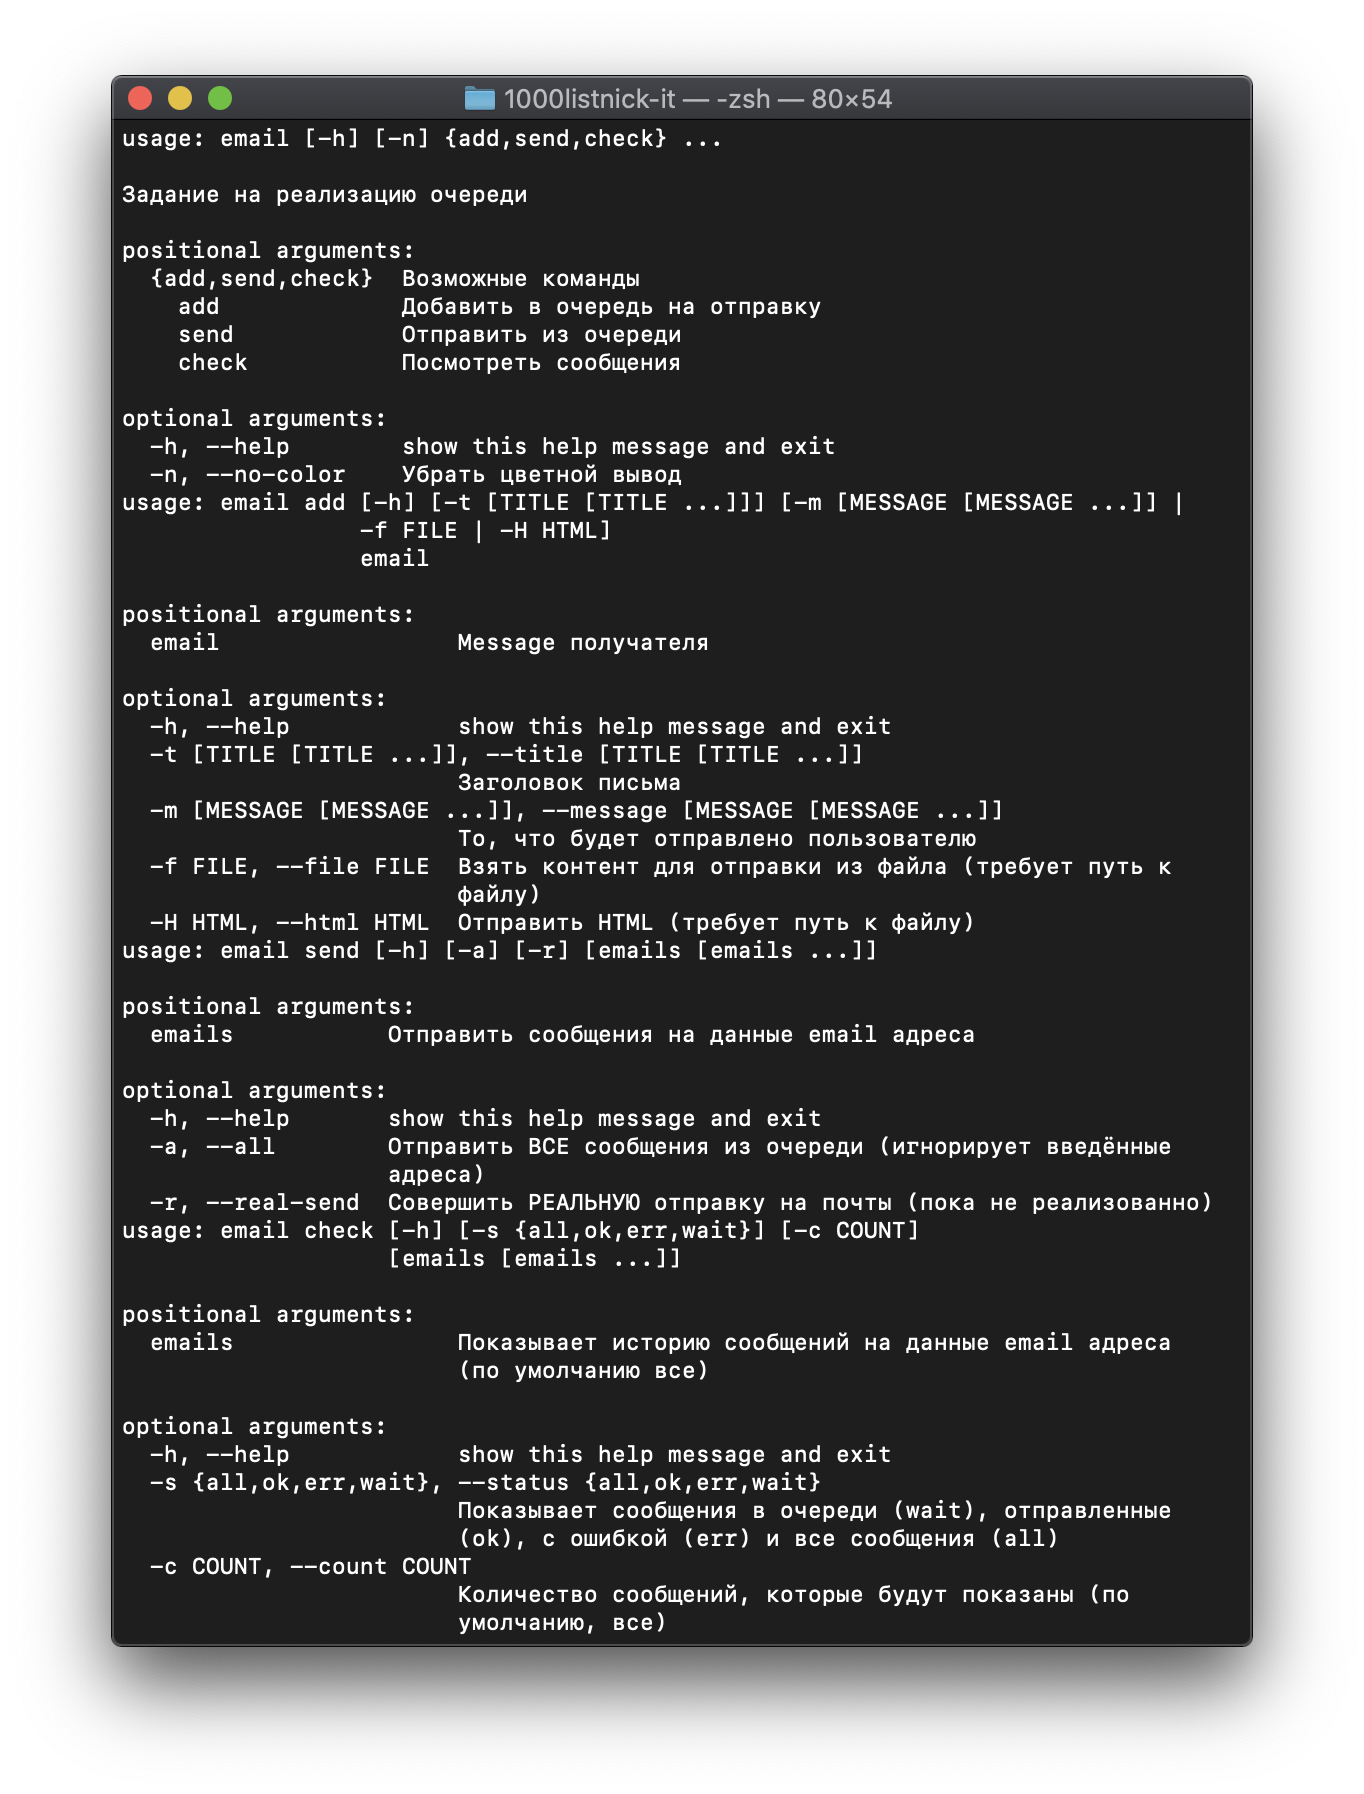 1000listnick-it — -zsh — 80×54
usage: email [-h] [-n] {add,send,check} ...
Задание на реализацию очереди
positional arguments:
{add,send,check}  Возможные команды
add             Добавить в очередь на отправку
send            Отправить из очереди
check           Посмотреть сообщения
optional arguments:
-h, --help        show this help message and exit
-n, --no-color    Убрать цветной вывод
usage: email add [-h] [-t [TITLE [TITLE ...]]] [-m [MESSAGE [MESSAGE ...]] |
-f FILE | -H HTML]
email
positional arguments:
email                 Message получателя
optional arguments:
-h, --help            show this help message and exit
-t [TITLE [TITLE ...]], --title [TITLE [TITLE ...]]
Заголовок письма
-m [MESSAGE [MESSAGE ...]], --message [MESSAGE [MESSAGE ...]]
То, что будет отправлено пользователю
-f FILE, --file FILE  Взять контент для отправки из файла (требует путь к
файлу)
-H HTML, --html HTML  Отправить HTML (требует путь к файлу)
usage: email send [-h] [-a] [-r] [emails [emails ...]]
positional arguments:
emails           Отправить сообщения на данные email адреса
optional arguments:
-h, --help       show this help message and exit
-a, --all        Отправить ВСЕ сообщения из очереди (игнорирует введённые
адреса)
-r, --real-send  Совершить РЕАЛЬНУЮ отправку на почты (пока не реализованно)
usage: email check [-h] [-s {all,ok,err,wait}] [-c COUNT]
[emails [emails ...]]
positional arguments:
emails                Показывает историю сообщений на данные email адреса
(по умолчанию все)
optional arguments:
-h, --help            show this help message and exit
-s {all,ok,err,wait}, --status {all,ok,err,wait}
Показывает сообщения в очереди (wait), отправленные
(ok), с ошибкой (err) и все сообщения (all)
-c COUNT, --count COUNT
Количество сообщений, которые будут показаны (по
умолчанию, все)